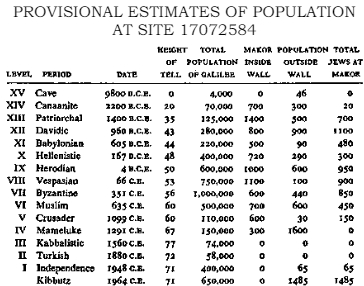 PROVISIONAL ESTIMATES OF POPULATION
AT SITE 17072584
HEIGHT TOTAL MAKOR POPULATION TOTAL
OF POPULATION INSIDE OUTSIDE JEWS AT
LEVEL PERIOD DATE TELL OF GALILEE WALL WALL MAKOR
XV Cave 9800 B.C.E. 0 4,000 0 46 0
XIV Canaanite 2200 B.C.E. 20 70,000 700 300 20
XIII Patriarchal 1400 B.C.E. 35 125,000 1400 500 700
XII Davidic 960 B.C.E. 43 280,000 800 900 1100
XI Babylonian 605 B.C.E. 44 220,000 500 90 480
X Hellenistic 167 B.C.E. 48 400,000 720 290 300
IX Herodian 4 B.C.E. 50 600,000 1000 600 950
VIII Vespasian 66 C.E. 53 750,000 1100 100 900
VII Byzantine 351 C.E. 56 1,000,000 600 440 850
VI Muslim 635 C.E. 60 500,000 700 600 450
V Crusader 1099 C.E. 60 110,000 600 30 150
IV Mameluke 1291 C.E. 67 150,000 300 1600 0
III Kabbalistic 1560 C.E. 77 74,000 0 0 0
II Turkish 1880 C.E. 72 58,000 0 0 0
I Independence 1948 C.E. 71 400,000 0 65 65
Kibbutz 1964 C.E. 71 650,000 0 1485 1485